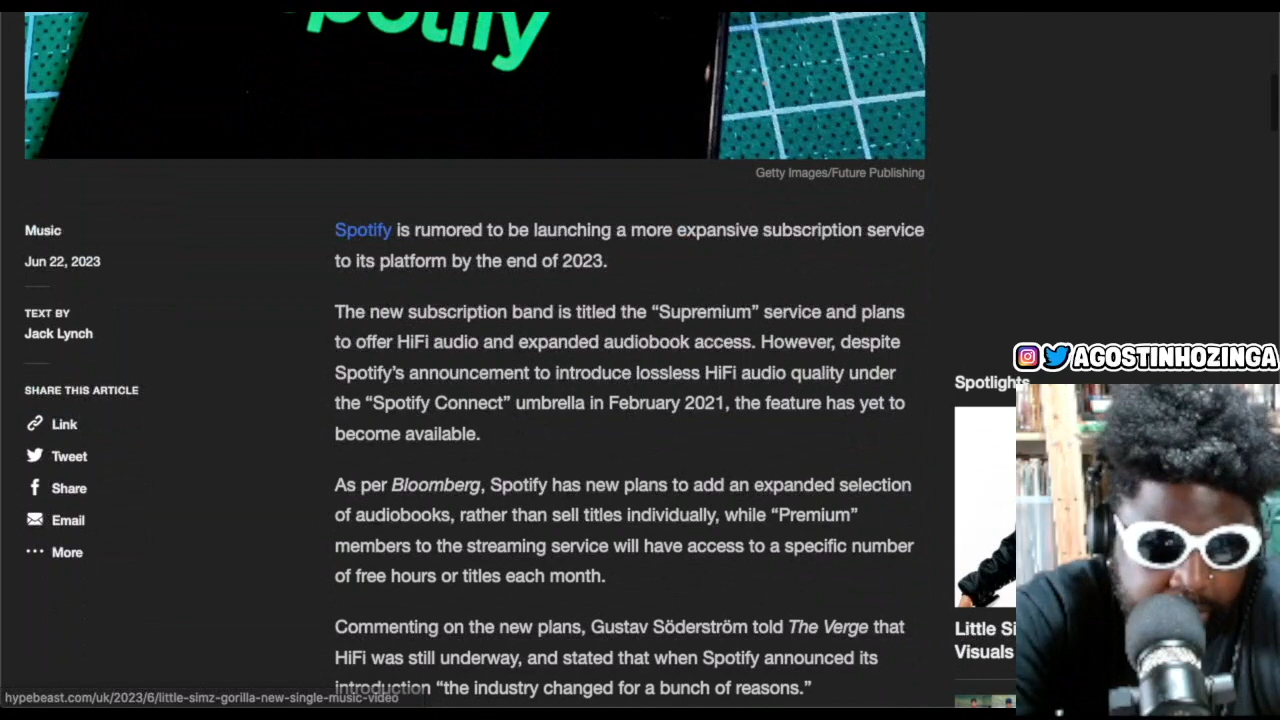 Spotify
Getty Images/Future Publishing
Music
Jun 22, 2023
TEXT BY
Jack Lynch
SHARE THIS ARTICLE
Link
Tweet
Share
Email
More
Spotify is rumored to be launching a more expansive subscription service
to its platform by the end of 2023.
The new subscription band is titled the “Supremium” service and plans
to offer HiFi audio and expanded audiobook access. However, despite
Spotify’s announcement to introduce lossless HiFi audio quality under
the “Spotify Connect” umbrella in February 2021, the feature has yet to
become available.
As per Bloomberg, Spotify has new plans to add an expanded selection
of audiobooks, rather than sell titles individually, while “Premium”
members to the streaming service will have access to a specific number
of free hours or titles each month.
Commenting on the new plans, Gustav Söderström told The Verge that
HiFi was still underway, and stated that when Spotify announced its
introduction “the industry changed for a bunch of reasons.”
AGOSTINHOZINGA
Spotlights
Little Si
Visuals
hypebeast.com/uk/2023/6/little-simz-gorilla-new-single-music-video